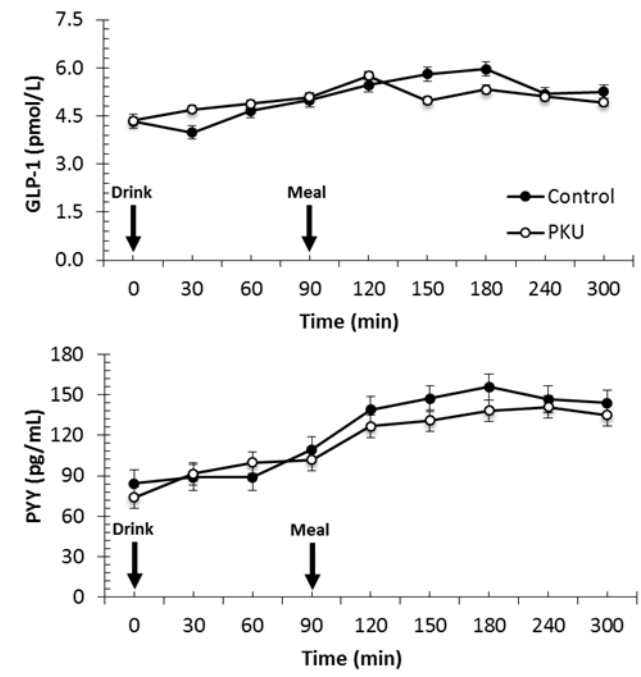 7.5
6.0
4.5
3.0
1.5
0.0
GLP-1 (pmol/L)
Drink
Meal
Control
PKU
0 30 60 90 120 150 180 240 300
Time (min)
180
150
120
90
60
30
0
PYY (pg/mL)
Drink
Meal
0 30 60 90 120 150 180 240 300
Time (min)